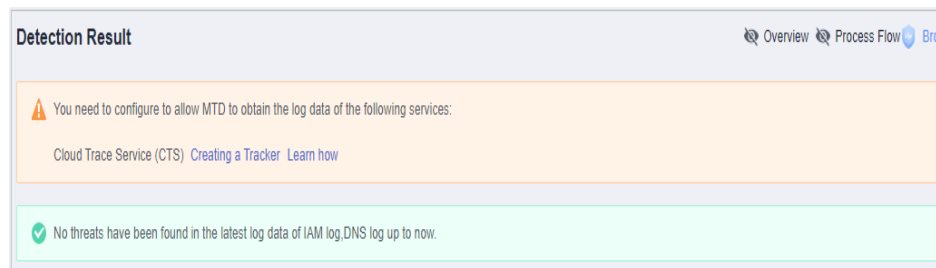 Detection Result Overview Process Flow
You need to configure to allow MTD to obtain the log data of the following services:
Cloud Trace Service (CTS) Creating a Tracker Learn how
No threats have been found in the latest log data of IAM log,DNS log up to now.